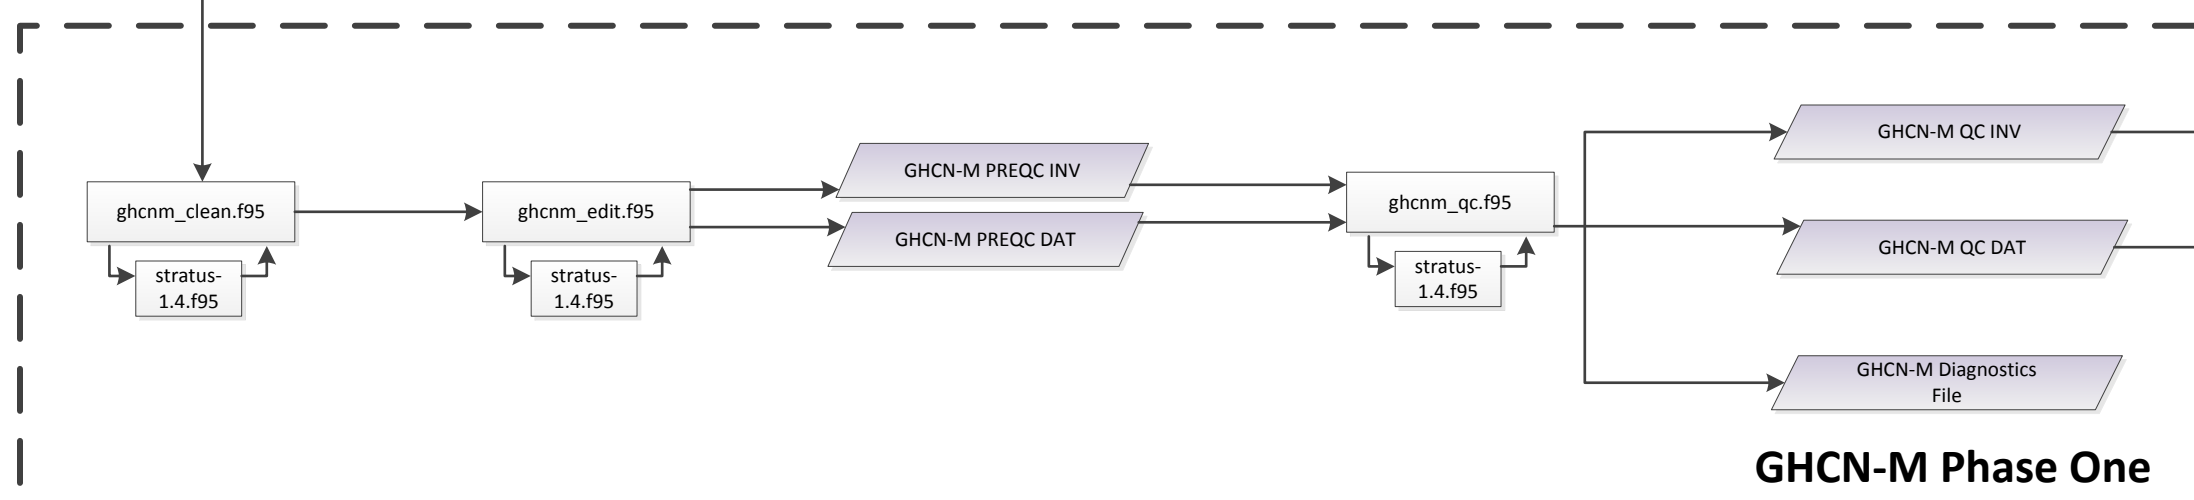 ghcnm_clean.f95
stratus-
1.4.f95
ghcnm_edit.f95
stratus-
1.4.f95
GHCN-M PREQC INV
GHCN-M PREQC DAT
ghcnm_qc.f95
stratus-
1.4.f95
GHCN-M QC INV
GHCN-M QC DAT
GHCN-M Diagnostics
File
GHCN-M Phase One